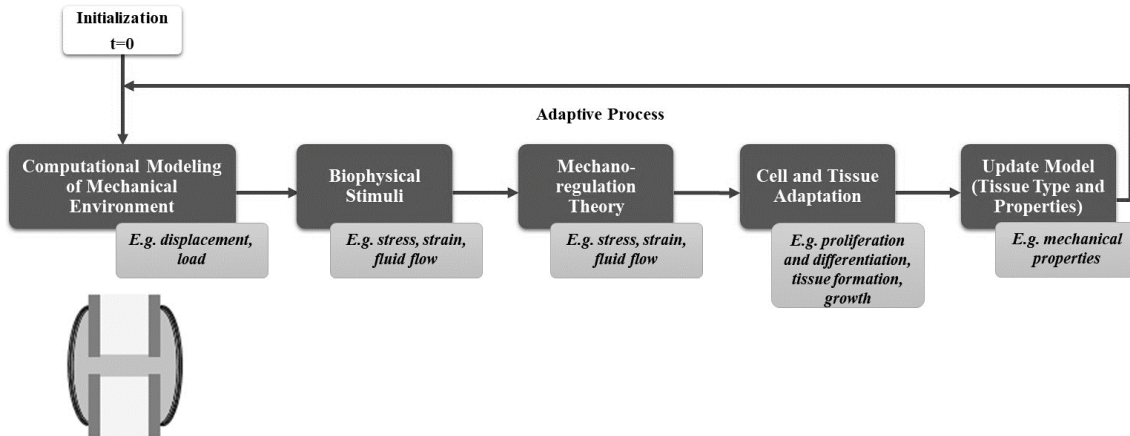 Initialization
t=0
Adaptive Process
Computational Modeling
of Mechanical
Environment
E.g. displacement,
load
Biophysical
Stimuli
E.g. stress, strain,
fluid flow
Mechano-
regulation
Theory
E.g. stress, strain,
fluid flow
Cell and Tissue
Adaptation
E.g. proliferation
and differentiation,
tissue formation,
growth
Update Model
(Tissue Type and
Properties)
E.g. mechanical
properties